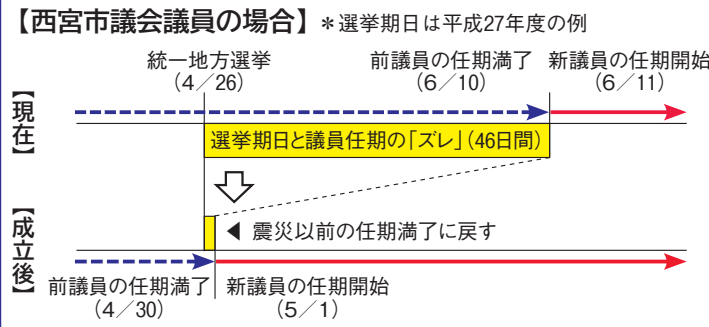 【西宮市議会議員の場合】＊選挙期日は平成27年度の例
統一地方選挙
（4／26）
前議員の任期満了
（6／10）
新議員の任期開始
（6／11）
【現在】
選挙期日と議員任期の「ズレ」（46日間）
【成立後】
◀ 震災以前の任期満了に戻す
前議員の任期満了
（4／30）
新議員の任期開始
（5／1）